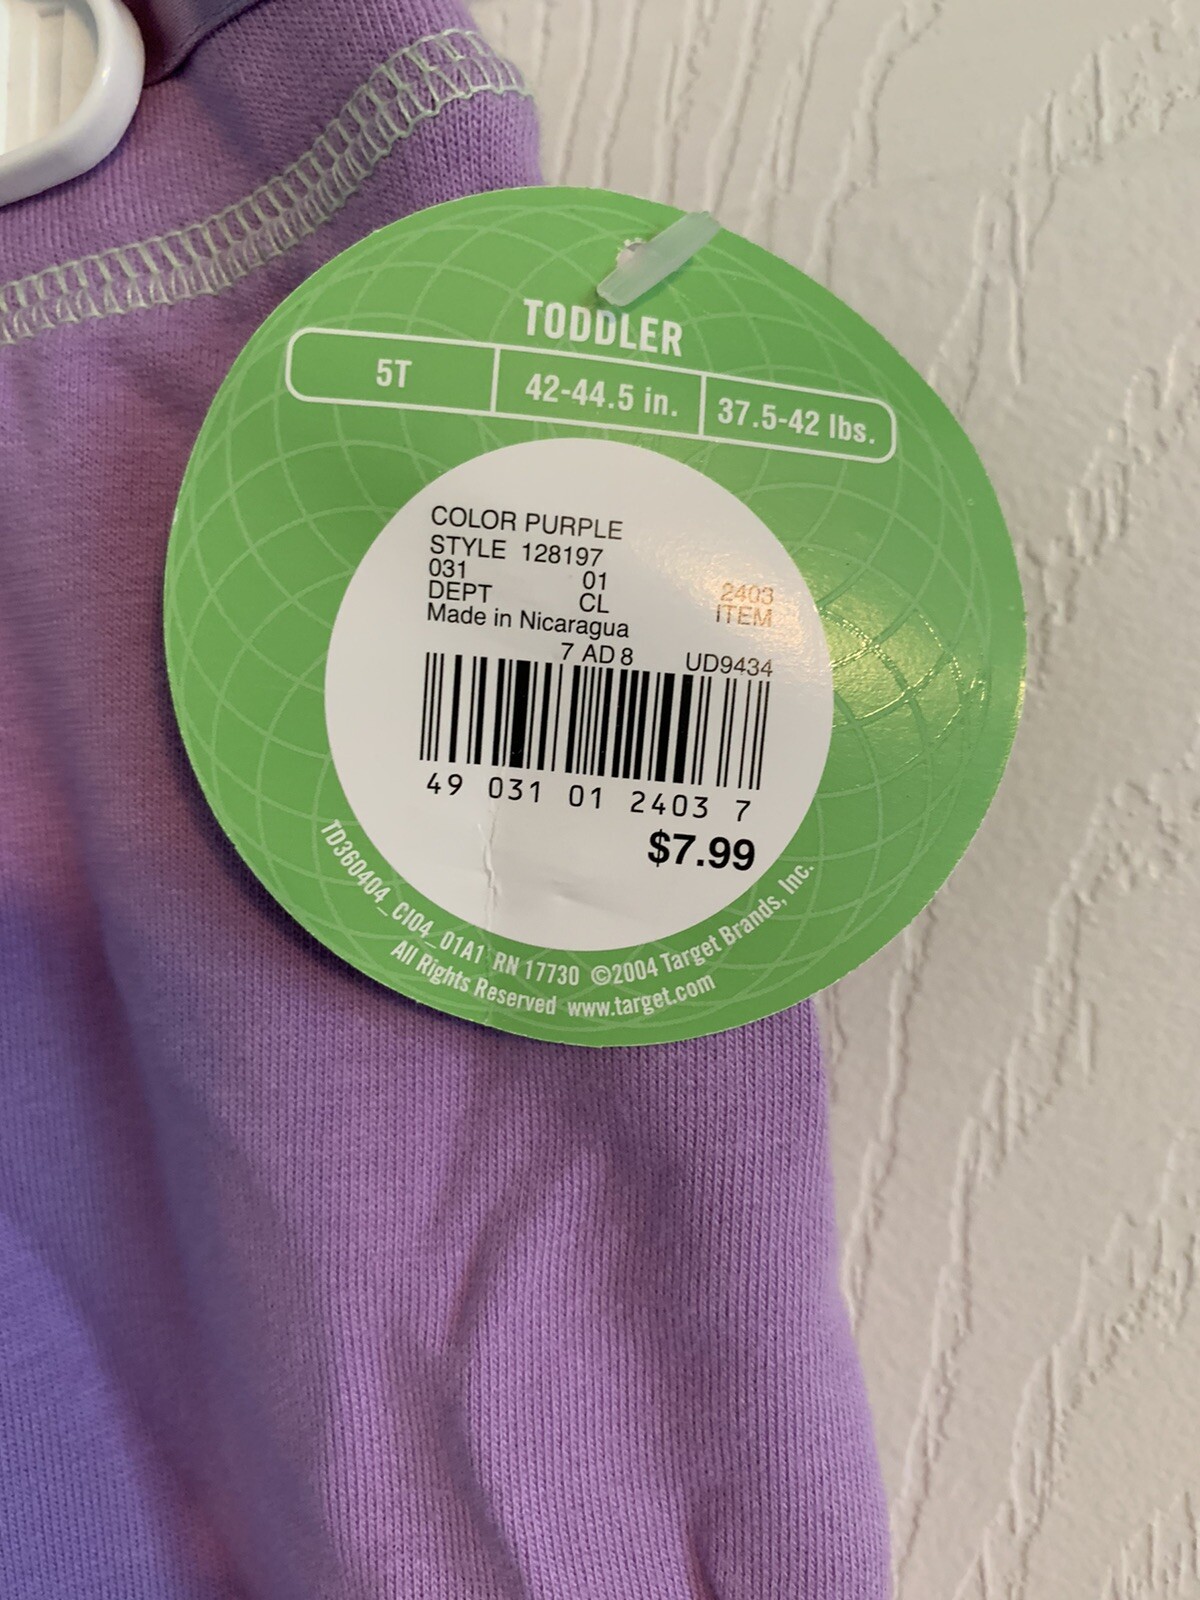 TODDLER
5T 42-44.5 in. 37.5-42 lbs.
COLOR PURPLE
STYLE 128197
031 01 2403
DEPT CL ITEM
Made in Nicaragua
7 AD 8 UD9434
49 031 01 2403 7
$7.99
TD360404_CI04_01A1 RN 17730 ©2004 Target Brands, Inc.
All Rights Reserved www.target.com